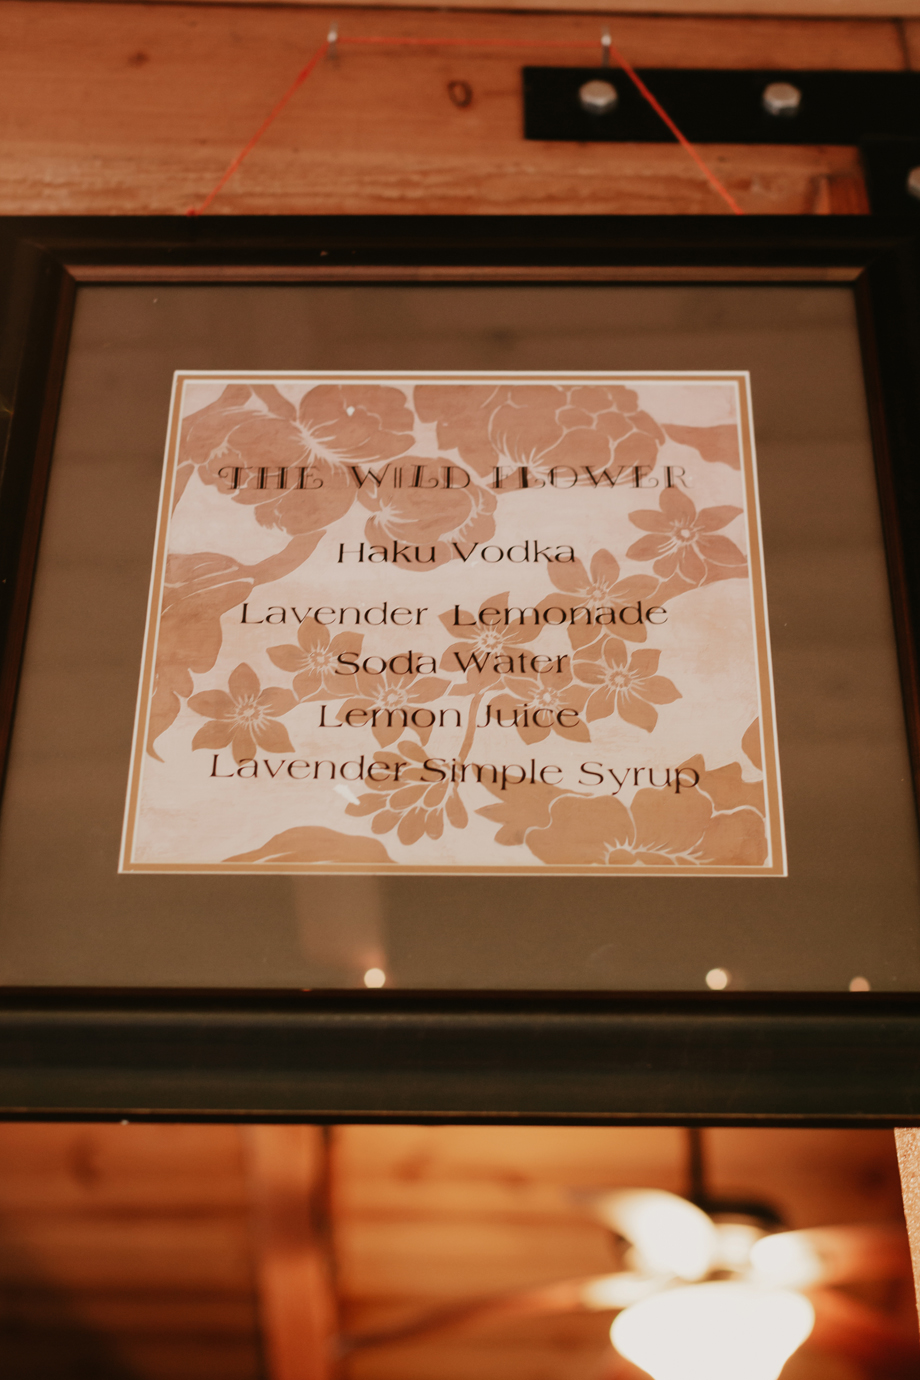 THE WILD FLOWER
Haku Vodka
Lavender Lemonade
Soda Water
Lemon Juice
Lavender Simple Syrup